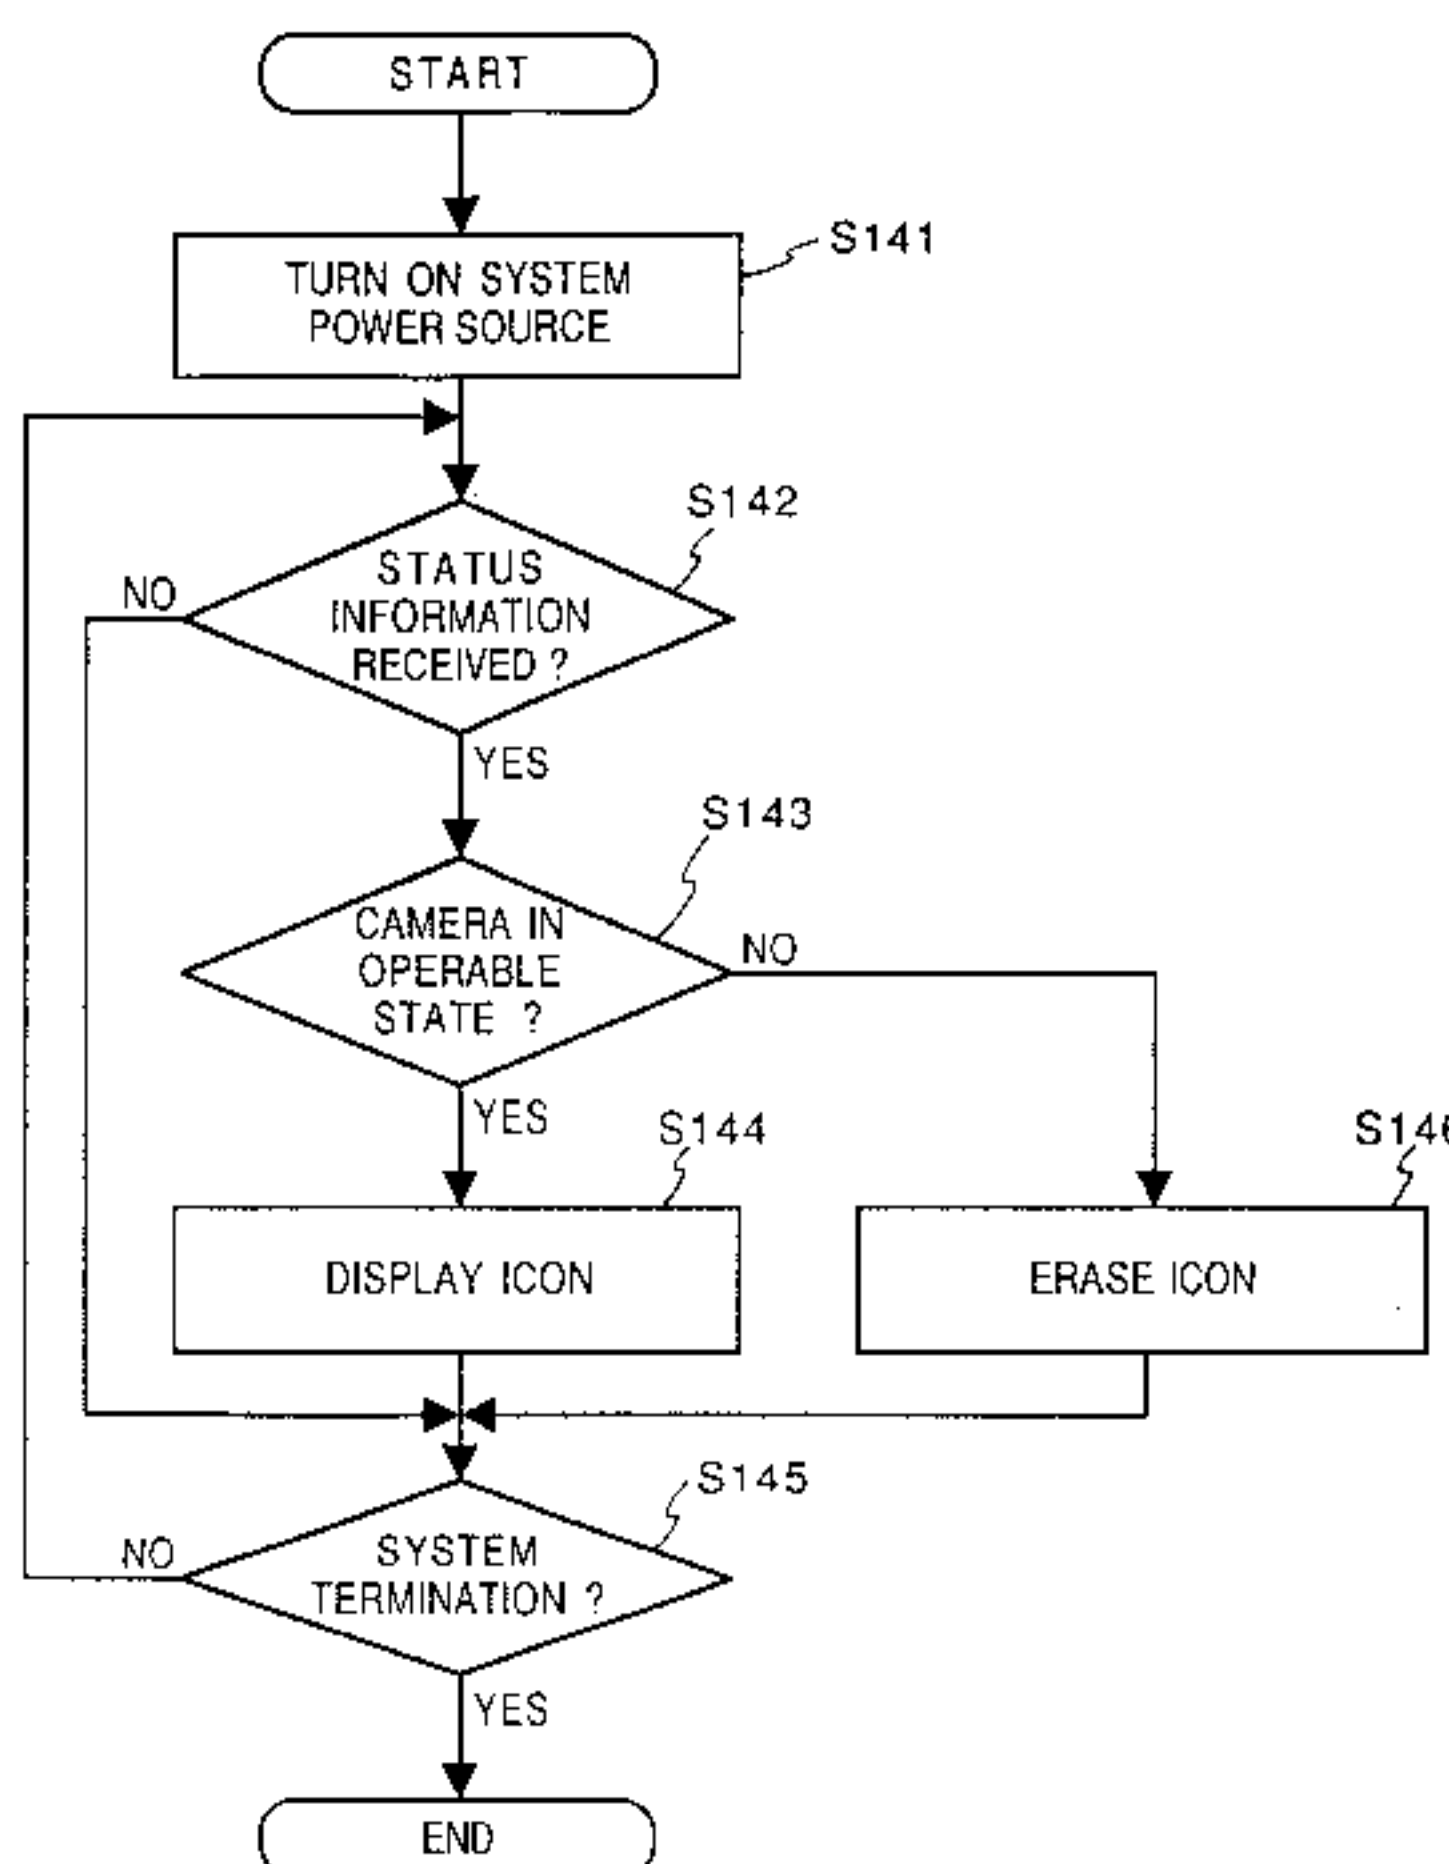 START
S141
TURN ON SYSTEM
POWER SOURCE
S142
STATUS
INFORMATION
RECEIVED ?
NO
YES
S143
CAMERA IN
OPERABLE
STATE ?
NO
YES
S144
S146
DISPLAY ICON
ERASE ICON
S145
SYSTEM
TERMINATION ?
NO
YES
END